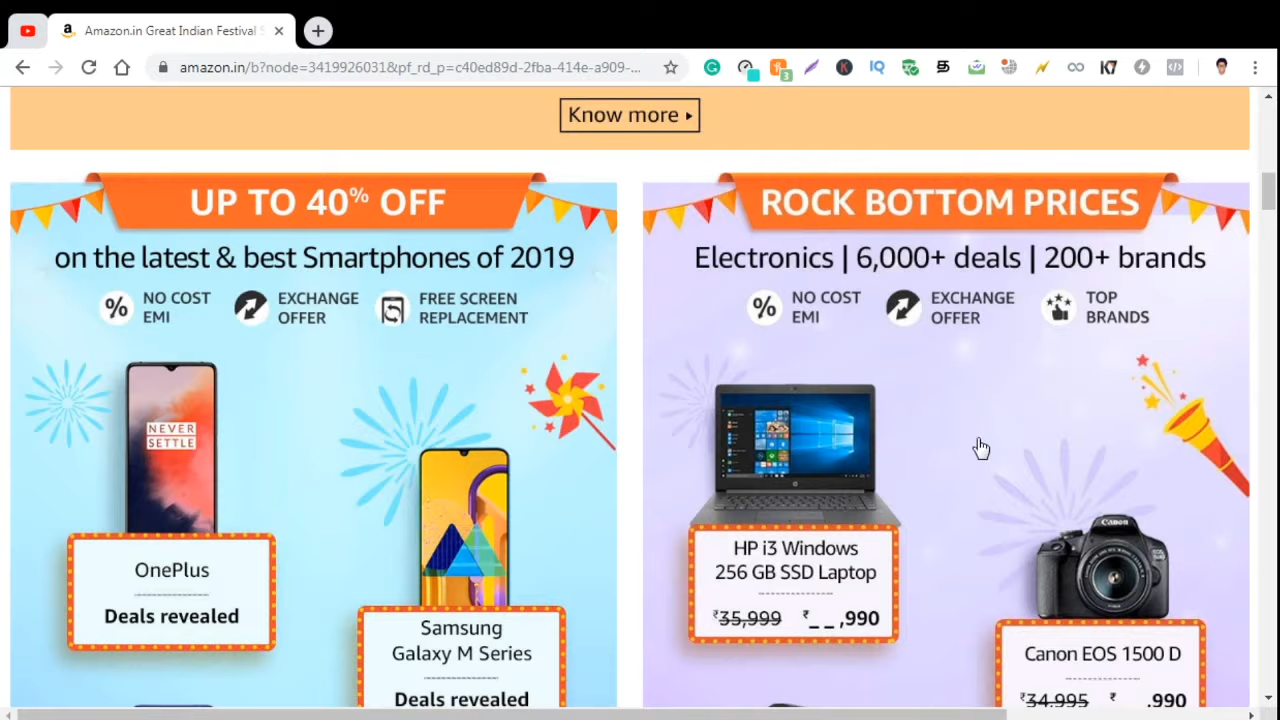 Amazon.in Great Indian Festival
amazon.in/b?node=3419926031&pf_rd_p=c40ed89d-2fba-414e-a909-...
3
Know more
UP TO 40% OFF
on the latest & best Smartphones of 2019
NO COST
EMI
EXCHANGE
OFFER
FREE SCREEN
REPLACEMENT
NEVER
SETTLE
OnePlus
Deals revealed
Samsung
Galaxy M Series
Deals revealed
ROCK BOTTOM PRICES
Electronics | 6,000+ deals | 200+ brands
NO COST
EMI
EXCHANGE
OFFER
TOP
BRANDS
HP i3 Windows
256 GB SSD Laptop
₹35,999 ₹_ _,990
Canon
Canon EOS 1500 D
₹34,995 ₹ ,990